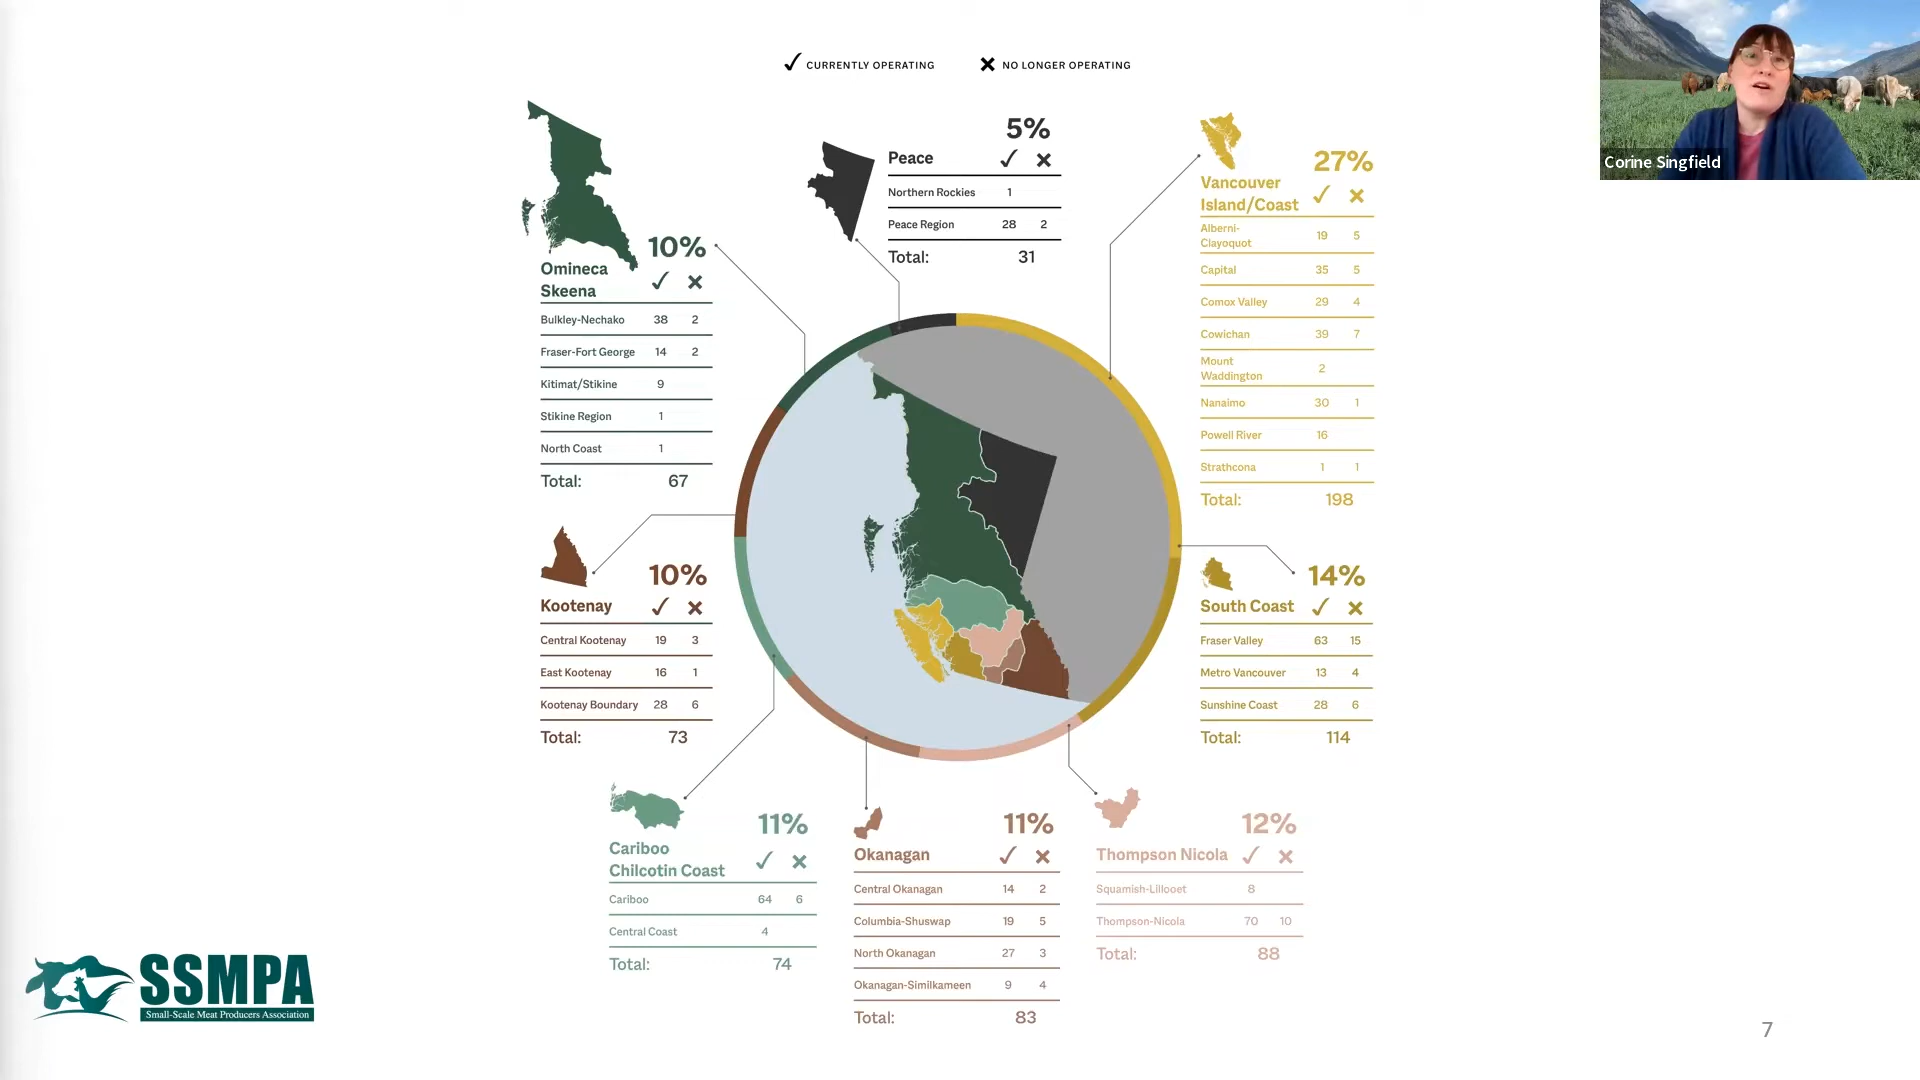 ✓ CURRENTLY OPERATING
✕ NO LONGER OPERATING
Corine Singfield
10%
Omineca
Skeena ✓ ✕
Bulkley-Nechako 38 2
Fraser-Fort George 14 2
Kitimat/Stikine 9
Stikine Region 1
North Coast 1
Total: 67
5%
Peace ✓ ✕
Northern Rockies 1
Peace Region 28 2
Total: 31
27%
Vancouver
Island/Coast ✓ ✕
Alberni-
Clayoquot 19 5
Capital 35 5
Comox Valley 29 4
Cowichan 39 7
Mount
Waddington 2
Nanaimo 30 1
Powell River 16
Strathcona 1 1
Total: 198
10%
Kootenay ✓ ✕
Central Kootenay 19 3
East Kootenay 16 1
Kootenay Boundary 28 6
Total: 73
14%
South Coast ✓ ✕
Fraser Valley 63 15
Metro Vancouver 13 4
Sunshine Coast 28 6
Total: 114
11%
Cariboo
Chilcotin Coast ✓ ✕
Cariboo 64 6
Central Coast 4
Total: 74
11%
Okanagan ✓ ✕
Central Okanagan 14 2
Columbia-Shuswap 19 5
North Okanagan 27 3
Okanagan-Similkameen 9 4
Total: 83
12%
Thompson Nicola ✓ ✕
Squamish-Lillooet 8
Thompson-Nicola 70 10
Total: 88
SSMPA
Small-Scale Meat Producers Association
7